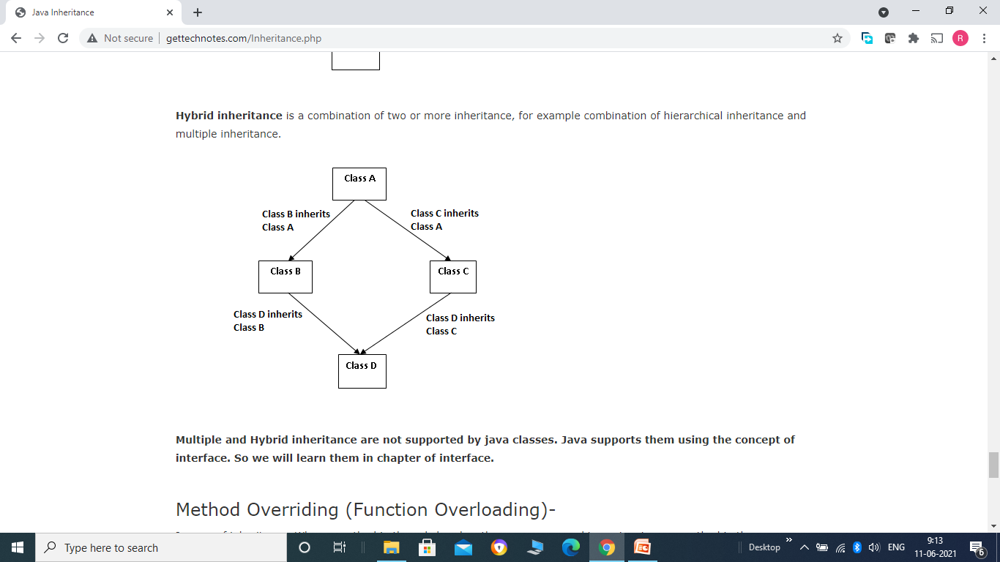 Java Inheritance
Not secure
gettechnotes.com/Inheritance.php
R
Hybrid inheritance is a combination of two or more inheritance, for example combination of hierarchical inheritance and
multiple inheritance.
Class A
Class B inherits
Class A
Class C inherits
Class A
Class B
Class C
Class D inherits
Class B
Class D inherits
Class C
Class D
Multiple and Hybrid inheritance are not supported by java classes. Java supports them using the concept of
interface. So we will learn them in chapter of interface.
Method Overriding (Function Overloading)-
Type here to search
Desktop
ENG
9:13
11-06-2021
6